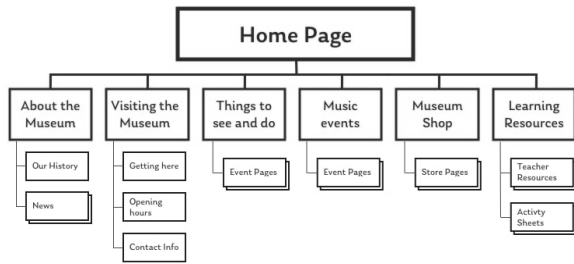 Home Page
About the
Museum
Visiting the
Museum
Things to
see and do
Music
events
Museum
Shop
Learning
Resources
Our History
News
Getting here
Opening
hours
Contact Info
Event Pages
Event Pages
Store Pages
Teacher
Resources
Activty
Sheets